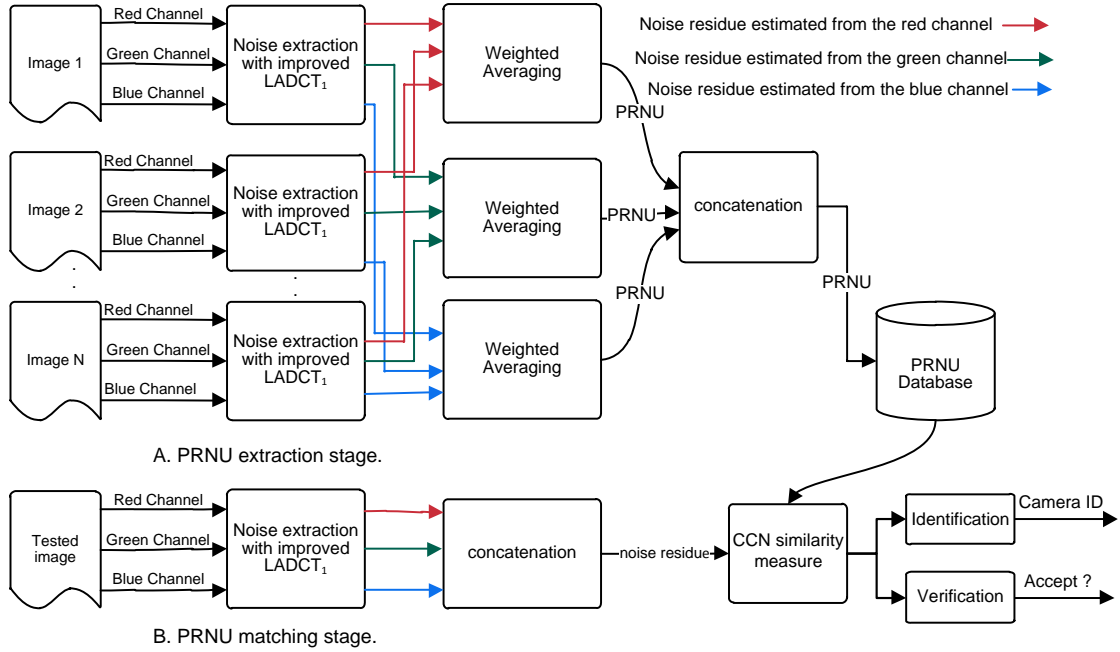 Red Channel
Green Channel
Blue Channel
Image 1
Noise extraction
with improved
LADCT₁
Weighted
Averaging
Noise residue estimated from the red channel
Noise residue estimated from the green channel
Noise residue estimated from the blue channel
PRNU
Red Channel
Green Channel
Blue Channel
Image 2
Noise extraction
with improved
LADCT₁
Weighted
Averaging
PRNU
concatenation
PRNU
.
.
.
.
Red Channel
Green Channel
Blue Channel
Image N
Noise extraction
with improved
LADCT₁
Weighted
Averaging
PRNU
PRNU
Database
A. PRNU extraction stage.
Red Channel
Green Channel
Blue Channel
Tested
image
Noise extraction
with improved
LADCT₁
concatenation
noise residue
CCN similarity
measure
Identification
Camera ID
Verification
Accept ?
B. PRNU matching stage.